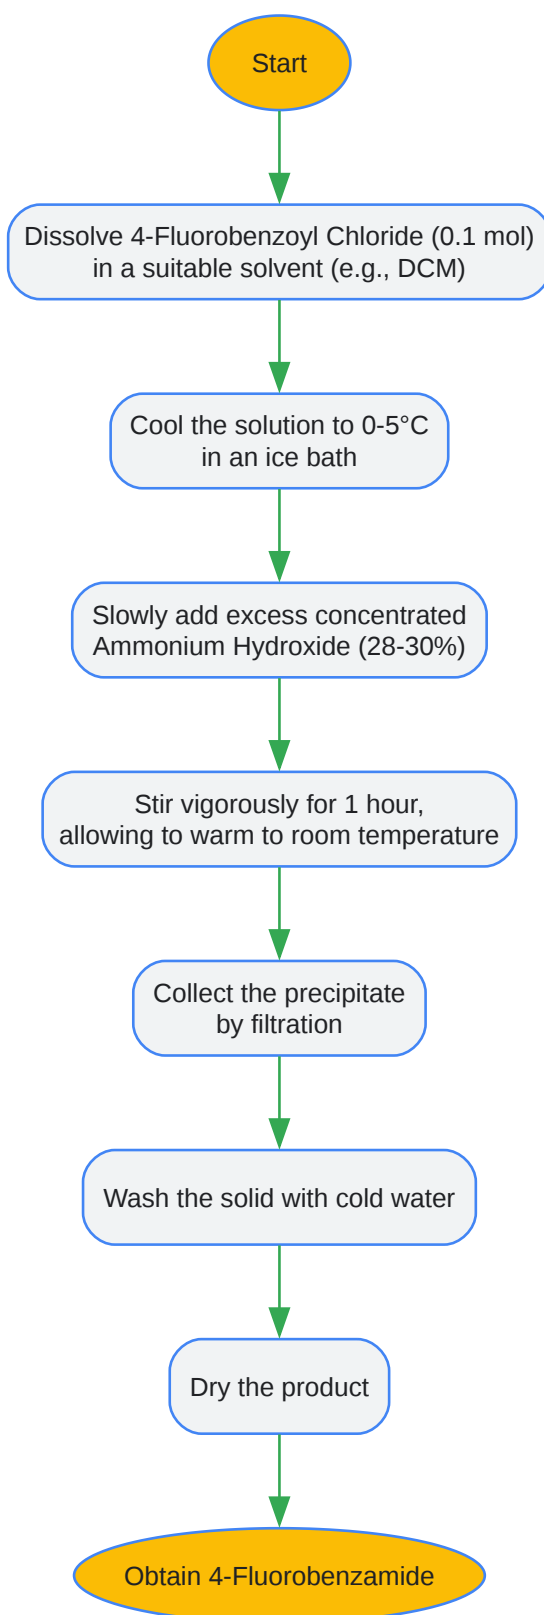 Start
Dissolve 4-Fluorobenzoyl Chloride (0.1 mol)
in a suitable solvent (e.g., DCM)
Cool the solution to 0-5°C
in an ice bath
Slowly add excess concentrated
Ammonium Hydroxide (28-30%)
Stir vigorously for 1 hour,
allowing to warm to room temperature
Collect the precipitate
by filtration
Wash the solid with cold water
Dry the product
Obtain 4-Fluorobenzamide